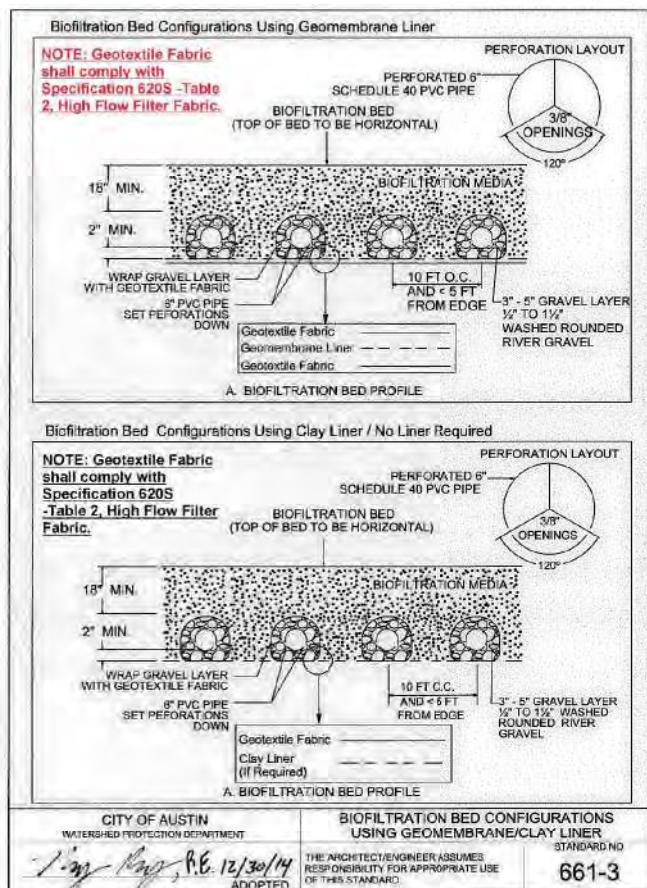 Biofiltration Bed Configurations Using Geomembrane Liner
NOTE: Geotextile Fabric
shall comply with
Specification 620S -Table
2, High Flow Filter Fabric.
PERFORATION LAYOUT
PERFORATED 6"
SCHEDULE 40 PVC PIPE
3/8"
OPENINGS
120°
BIOFILTRATION BED
(TOP OF BED TO BE HORIZONTAL)
18" MIN.
BIOFILTRATION MEDIA
2" MIN.
WRAP GRAVEL LAYER
WITH GEOTEXTILE FABRIC
6" PVC PIPE
SET PERFORATIONS
DOWN
10 FT O.C.
AND < 5 FT
FROM EDGE
3" - 5" GRAVEL LAYER
½" TO 1½"
WASHED ROUNDED
RIVER GRAVEL
Geotextile Fabric
Geomembrane Liner
Geotextile Fabric
A. BIOFILTRATION BED PROFILE
Biofiltration Bed Configurations Using Clay Liner / No Liner Required
NOTE: Geotextile Fabric
shall comply with
Specification 620S
-Table 2, High Flow Filter
Fabric.
PERFORATION LAYOUT
PERFORATED 6"
SCHEDULE 40 PVC PIPE
3/8"
OPENINGS
120°
BIOFILTRATION BED
(TOP OF BED TO BE HORIZONTAL)
18" MIN.
BIOFILTRATION MEDIA
2" MIN.
WRAP GRAVEL LAYER
WITH GEOTEXTILE FABRIC
6" PVC PIPE
SET PERFORATIONS
DOWN
10 FT C.C.
AND < 5 FT
FROM EDGE
3" - 5" GRAVEL LAYER
½" TO 1½" WASHED
ROUNDED RIVER
GRAVEL
Geotextile Fabric
Clay Liner
(If Required)
A. BIOFILTRATION BED PROFILE
CITY OF AUSTIN
WATERSHED PROTECTION DEPARTMENT
P.E. 12/30/14
ADOPTED
BIOFILTRATION BED CONFIGURATIONS
USING GEOMEMBRANE/CLAY LINER
THE ARCHITECT/ENGINEER ASSUMES
RESPONSIBILITY FOR APPROPRIATE USE
OF THIS STANDARD.
STANDARD NO
661-3